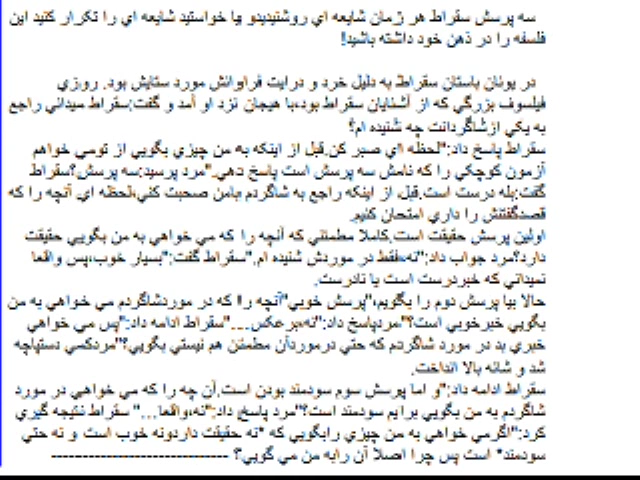 سه پرسش سقراط هر زمان شايعه اي روشنيديدو يا خواستيد شايعه اي را تكرار كنيد اين
فلسفه را در ذهن خود داشته باشيد!
در يونان باستان سقراط به دليل خرد و درايت فراوانش مورد ستايش بود. روزي
فيلسوف بزرگي كه از آشنايان سقراط بود،با هيجان نزد او آمد و گفت:سقراط ميداني راجع
به يكي ازشاگردانت چه شنيده ام؟
سقراط پاسخ داد:"لحظه اي صبر كن.قبل از اينكه به من چيزي بگويي از تومي خواهم
آزمون كوچكي را كه نامش سه پرسش است پاسخ دهي."مرد پرسيد:سه پرسش؟سقراط
گفت:بله درست است.قبل از اينكه راجع به شاگردم بامن صحبت كني،لحظه اي آنچه را كه
قصدگفتنش را داري امتحان كنيم.
اولين پرسش حقيقت است.كاملا مطمئني كه آنچه را كه مي خواهي به من بگويي حقيقت
دارد؟مرد جواب داد:"نه،فقط در موردش شنيده ام."سقراط گفت:"بسيار خوب،پس واقعا
نميداني كه خبردرست است يا نادرست.
حالا بيا پرسش دوم را بگويم،"پرسش خوبي"آنچه را كه در موردشاگردم مي خواهي به من
بگويي خبرخوبي است؟"مردپاسخ داد:"نه،برعكس…"سقراط ادامه داد:"پس مي خواهي
خبري بد در مورد شاگردم كه حتي درموردآن مطمئن هم نيستي بگويي؟"مردكمي دستپاچه
شد و شانه بالا انداخت.
سقراط ادامه داد:"و اما پرسش سوم سودمند بودن است.آن چه را كه مي خواهي در مورد
شاگردم به من بگويي برايم سودمند است؟"مرد پاسخ داد:"نه،واقعا…"سقراط نتيجه گيري
كرد:"اگرمي خواهي به من چيزي رابگويي كه *نه حقيقت داردونه خوب است و نه حتي
سودمند* است پس چرا اصلا آن رابه من مي گويي؟ ------------------------------